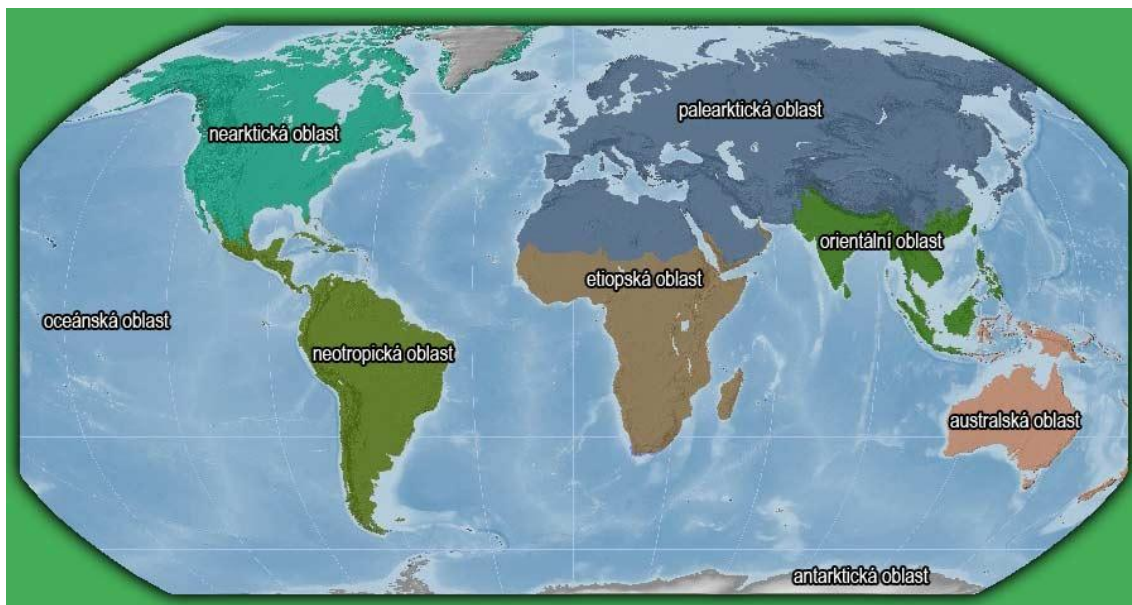 palearktická oblast
nearktická oblast
orientální oblast
etiopská oblast
oceánská oblast
neotropická oblast
australská oblast
antarktická oblast